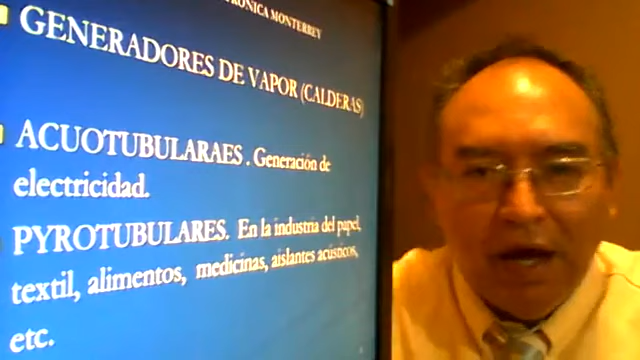 TRÓNICA MONTERREY
GENERADORES DE VAPOR (CALDERAS)
ACUOTUBULARAES . Generación de
electricidad.
PYROTUBULARES. En la industria del papel,
textil, alimentos, medicinas, aislantes acústicos,
etc.